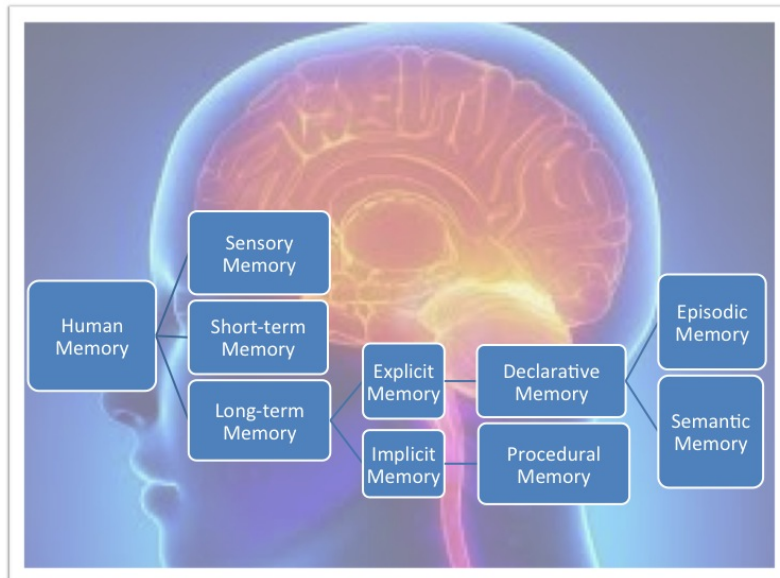 Human
Memory
Sensory
Memory
Short-term
Memory
Long-term
Memory
Explicit
Memory
Implicit
Memory
Declarative
Memory
Procedural
Memory
Episodic
Memory
Semantic
Memory